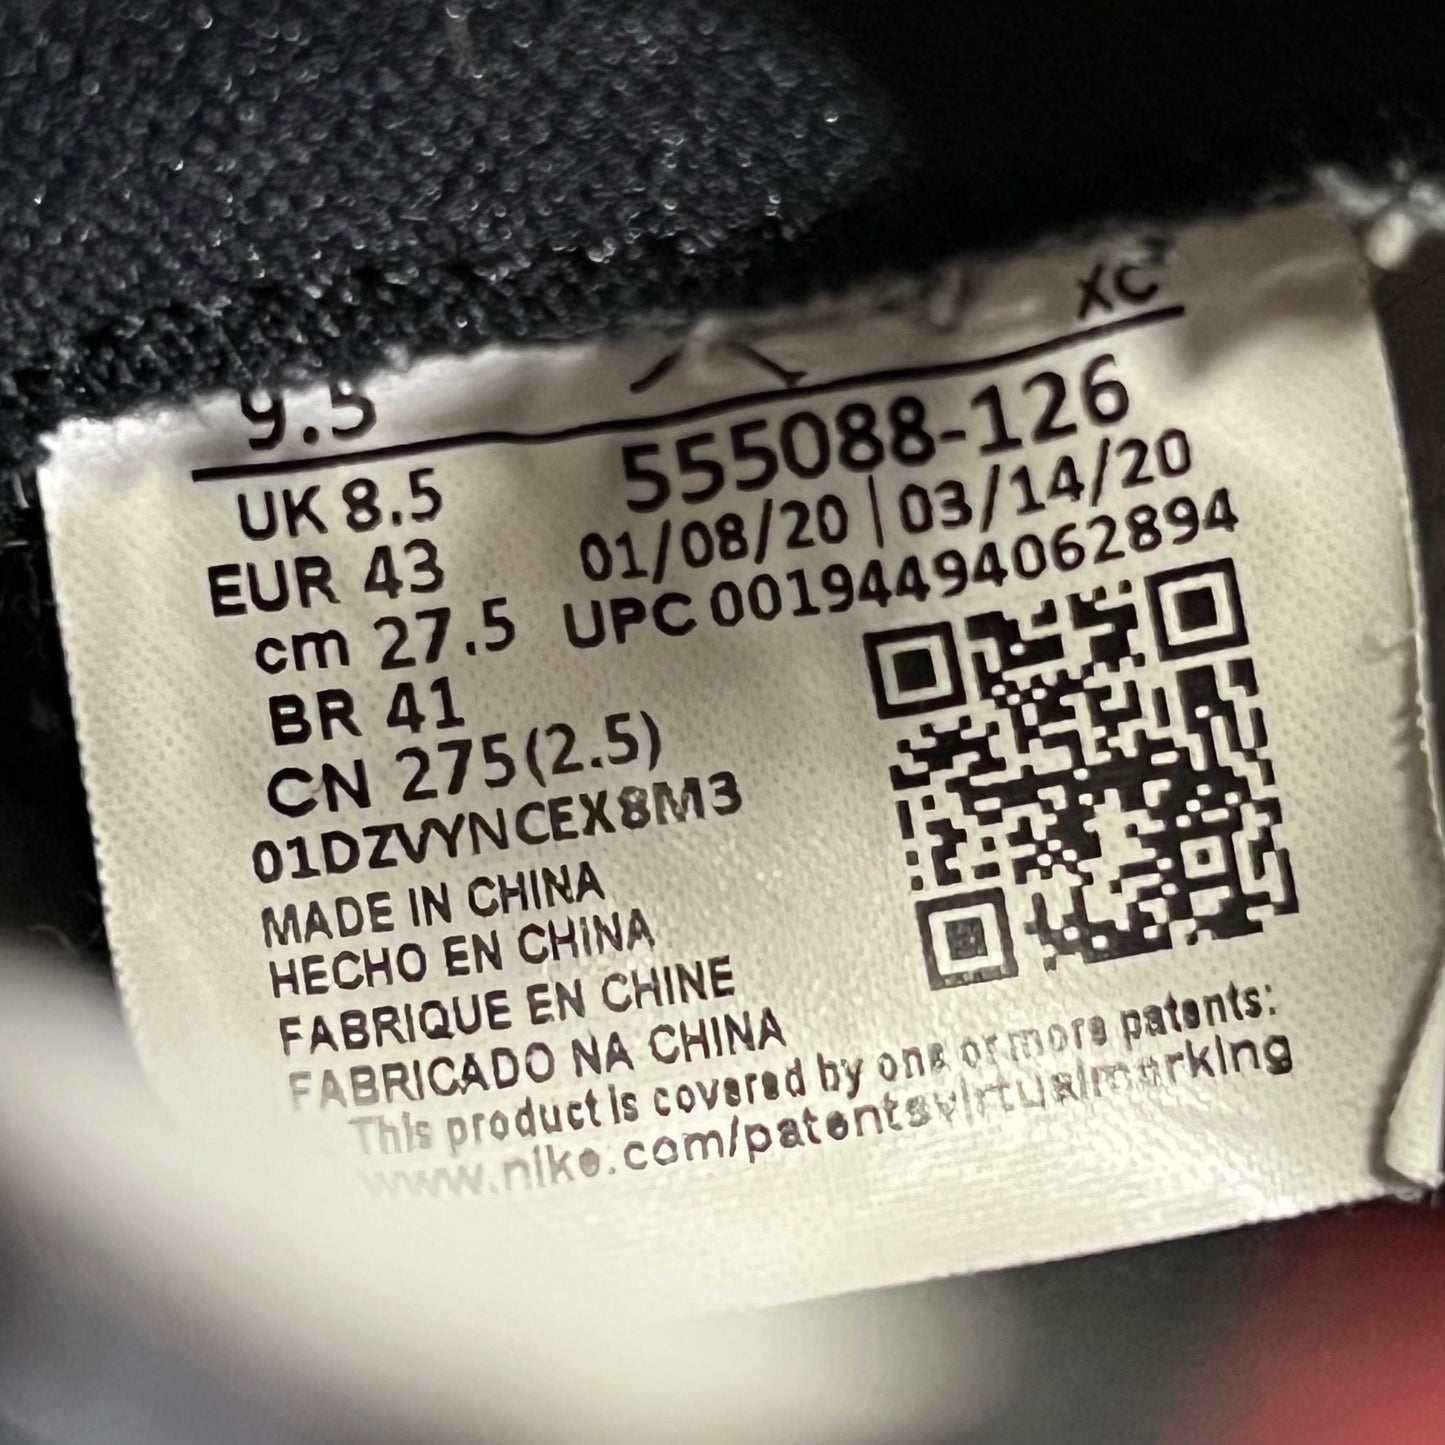 9.5
XC
UK 8.5
EUR 43
cm 27.5
BR 41
CN 275(2.5)
555088-126
01/08/20 | 03/14/20
UPC 00194494062894
01DZVYNCEX8M3
MADE IN CHINA
HECHO EN CHINA
FABRIQUE EN CHINE
FABRICADO NA CHINA
This product is covered by one or more patents:
www.nike.com/patentsvirtualmarking